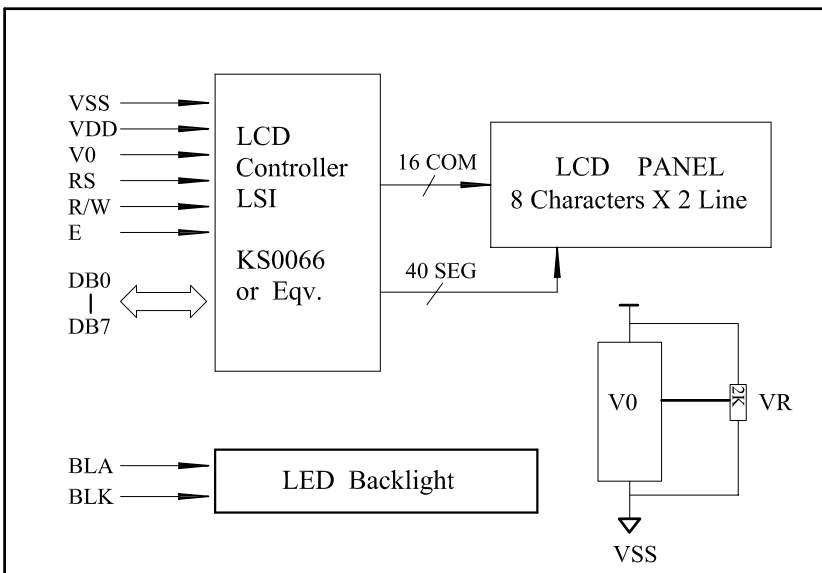 VSS
VDD
V0
RS
R/W
E
DB0
DB7
LCD
Controller
LSI
KS0066
or Eqv.
16 COM
40 SEG
LCD PANEL
8 Characters X 2 Line
V0
2K
VR
VSS
BLA
BLK
LED Backlight